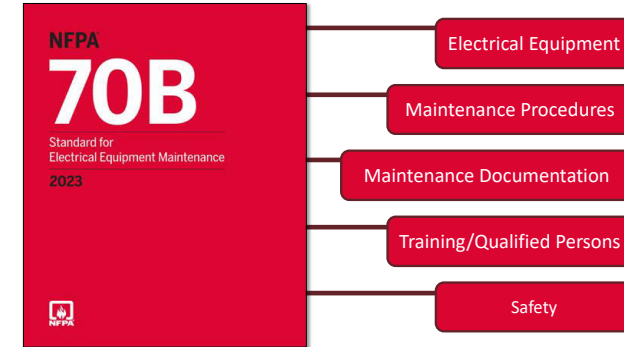 NFPA
70B
Standard for
Electrical Equipment Maintenance
2023
NFPA
Electrical Equipment
Maintenance Procedures
Maintenance Documentation
Training/Qualified Persons
Safety